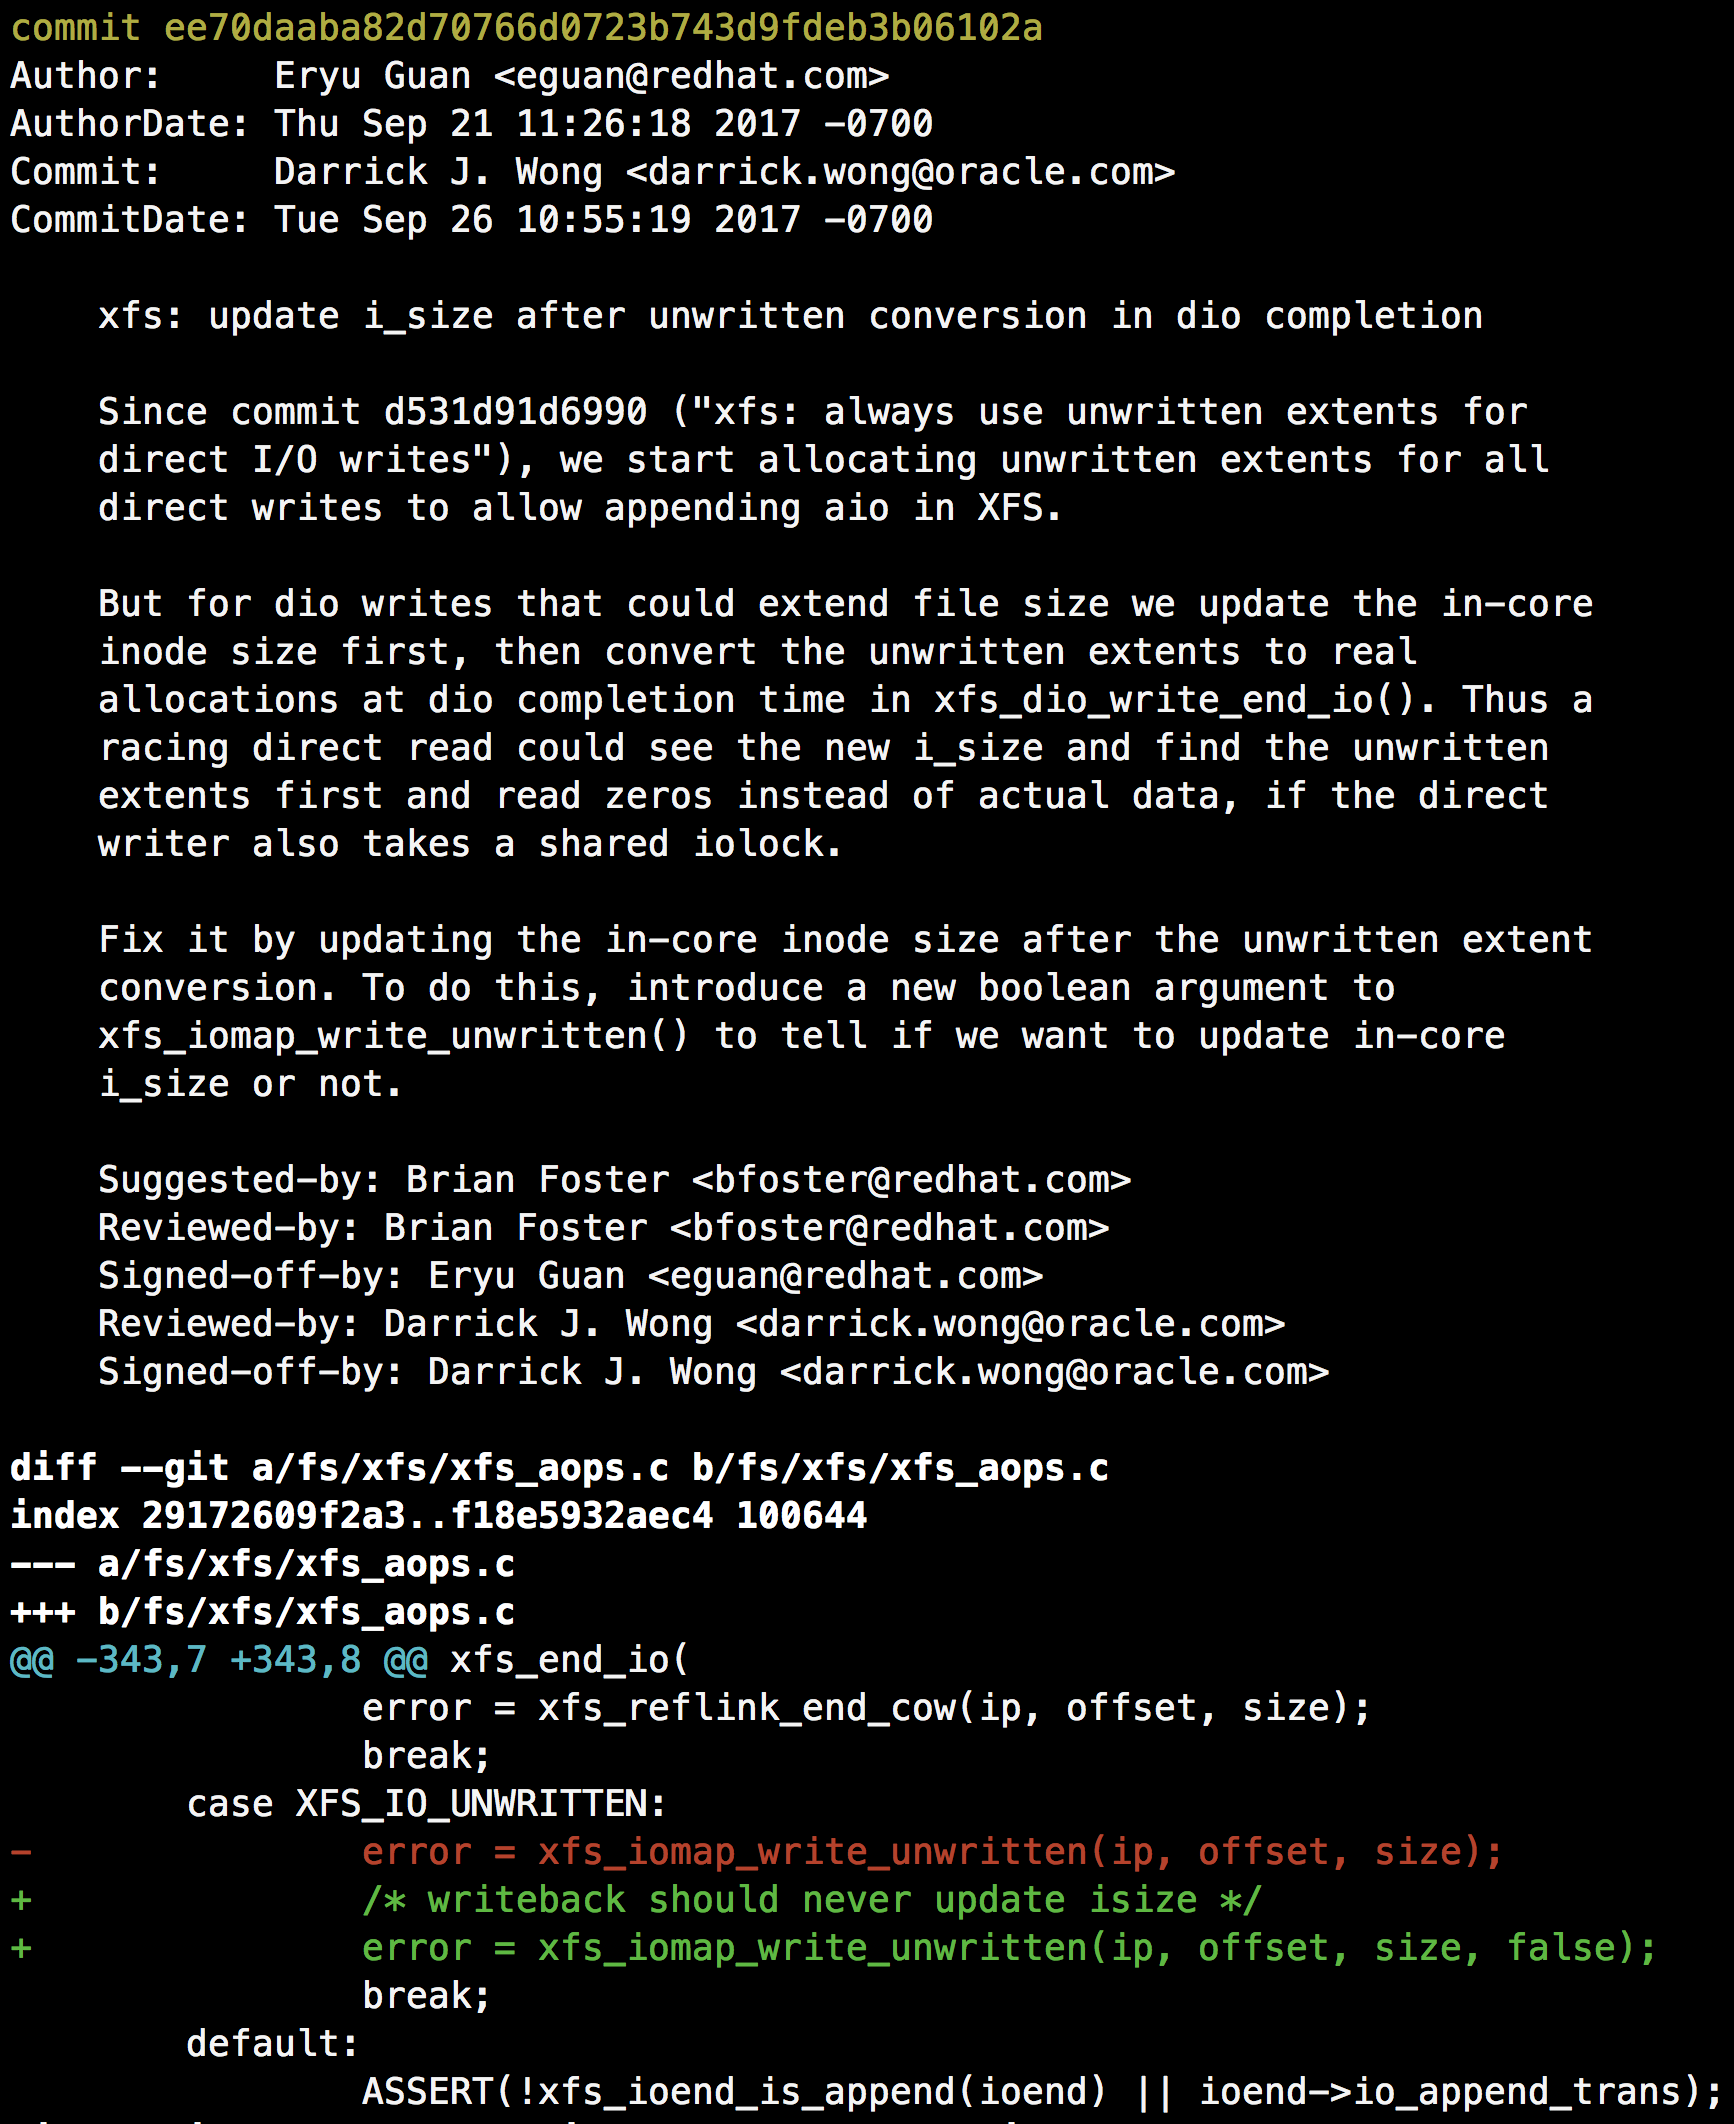 commit ee70daaba82d70766d0723b743d9fdeb3b06102a
Author:     Eryu Guan <eguan@redhat.com>
AuthorDate: Thu Sep 21 11:26:18 2017 -0700
Commit:     Darrick J. Wong <darrick.wong@oracle.com>
CommitDate: Tue Sep 26 10:55:19 2017 -0700

    xfs: update i_size after unwritten conversion in dio completion

    Since commit d531d91d6990 ("xfs: always use unwritten extents for
    direct I/O writes"), we start allocating unwritten extents for all
    direct writes to allow appending aio in XFS.

    But for dio writes that could extend file size we update the in-core
    inode size first, then convert the unwritten extents to real
    allocations at dio completion time in xfs_dio_write_end_io(). Thus a
    racing direct read could see the new i_size and find the unwritten
    extents first and read zeros instead of actual data, if the direct
    writer also takes a shared iolock.

    Fix it by updating the in-core inode size after the unwritten extent
    conversion. To do this, introduce a new boolean argument to
    xfs_iomap_write_unwritten() to tell if we want to update in-core
    i_size or not.

    Suggested-by: Brian Foster <bfoster@redhat.com>
    Reviewed-by: Brian Foster <bfoster@redhat.com>
    Signed-off-by: Eryu Guan <eguan@redhat.com>
    Reviewed-by: Darrick J. Wong <darrick.wong@oracle.com>
    Signed-off-by: Darrick J. Wong <darrick.wong@oracle.com>

diff --git a/fs/xfs/xfs_aops.c b/fs/xfs/xfs_aops.c
index 29172609f2a3..f18e5932aec4 100644
--- a/fs/xfs/xfs_aops.c
+++ b/fs/xfs/xfs_aops.c
@@ -343,7 +343,8 @@ xfs_end_io(
                error = xfs_reflink_end_cow(ip, offset, size);
                break;
        case XFS_IO_UNWRITTEN:
-               error = xfs_iomap_write_unwritten(ip, offset, size);
+               /* writeback should never update isize */
+               error = xfs_iomap_write_unwritten(ip, offset, size, false);
                break;
        default:
                ASSERT(!xfs_ioend_is_append(ioend) || ioend->io_append_trans);